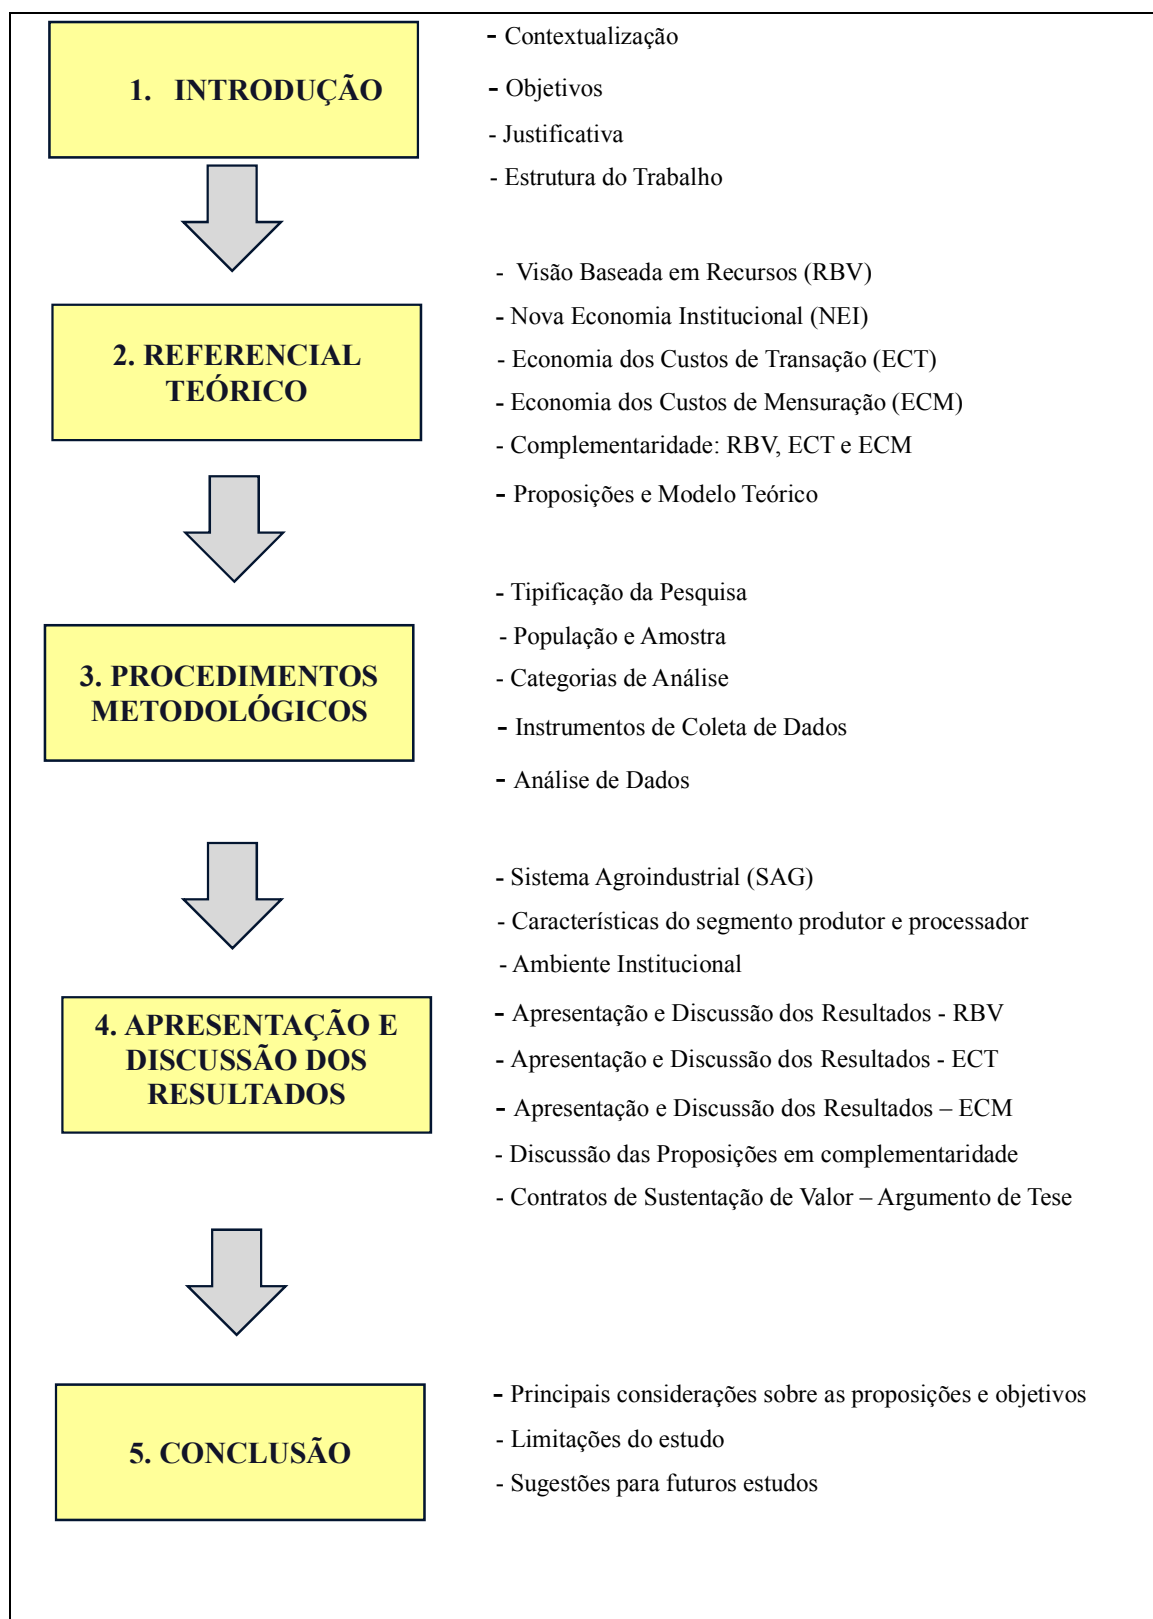 1. INTRODUÇÃO
- Contextualização
- Objetivos
- Justificativa
- Estrutura do Trabalho
2. REFERENCIAL
TEÓRICO
- Visão Baseada em Recursos (RBV)
- Nova Economia Institucional (NEI)
- Economia dos Custos de Transação (ECT)
- Economia dos Custos de Mensuração (ECM)
- Complementaridade: RBV, ECT e ECM
- Proposições e Modelo Teórico
3. PROCEDIMENTOS
METODOLÓGICOS
- Tipificação da Pesquisa
- População e Amostra
- Categorias de Análise
- Instrumentos de Coleta de Dados
- Análise de Dados
4. APRESENTAÇÃO E
DISCUSSÃO DOS
RESULTADOS
- Sistema Agroindustrial (SAG)
- Características do segmento produtor e processador
- Ambiente Institucional
- Apresentação e Discussão dos Resultados - RBV
- Apresentação e Discussão dos Resultados - ECT
- Apresentação e Discussão dos Resultados – ECM
- Discussão das Proposições em complementaridade
- Contratos de Sustentação de Valor – Argumento de Tese
5. CONCLUSÃO
- Principais considerações sobre as proposições e objetivos
- Limitações do estudo
- Sugestões para futuros estudos